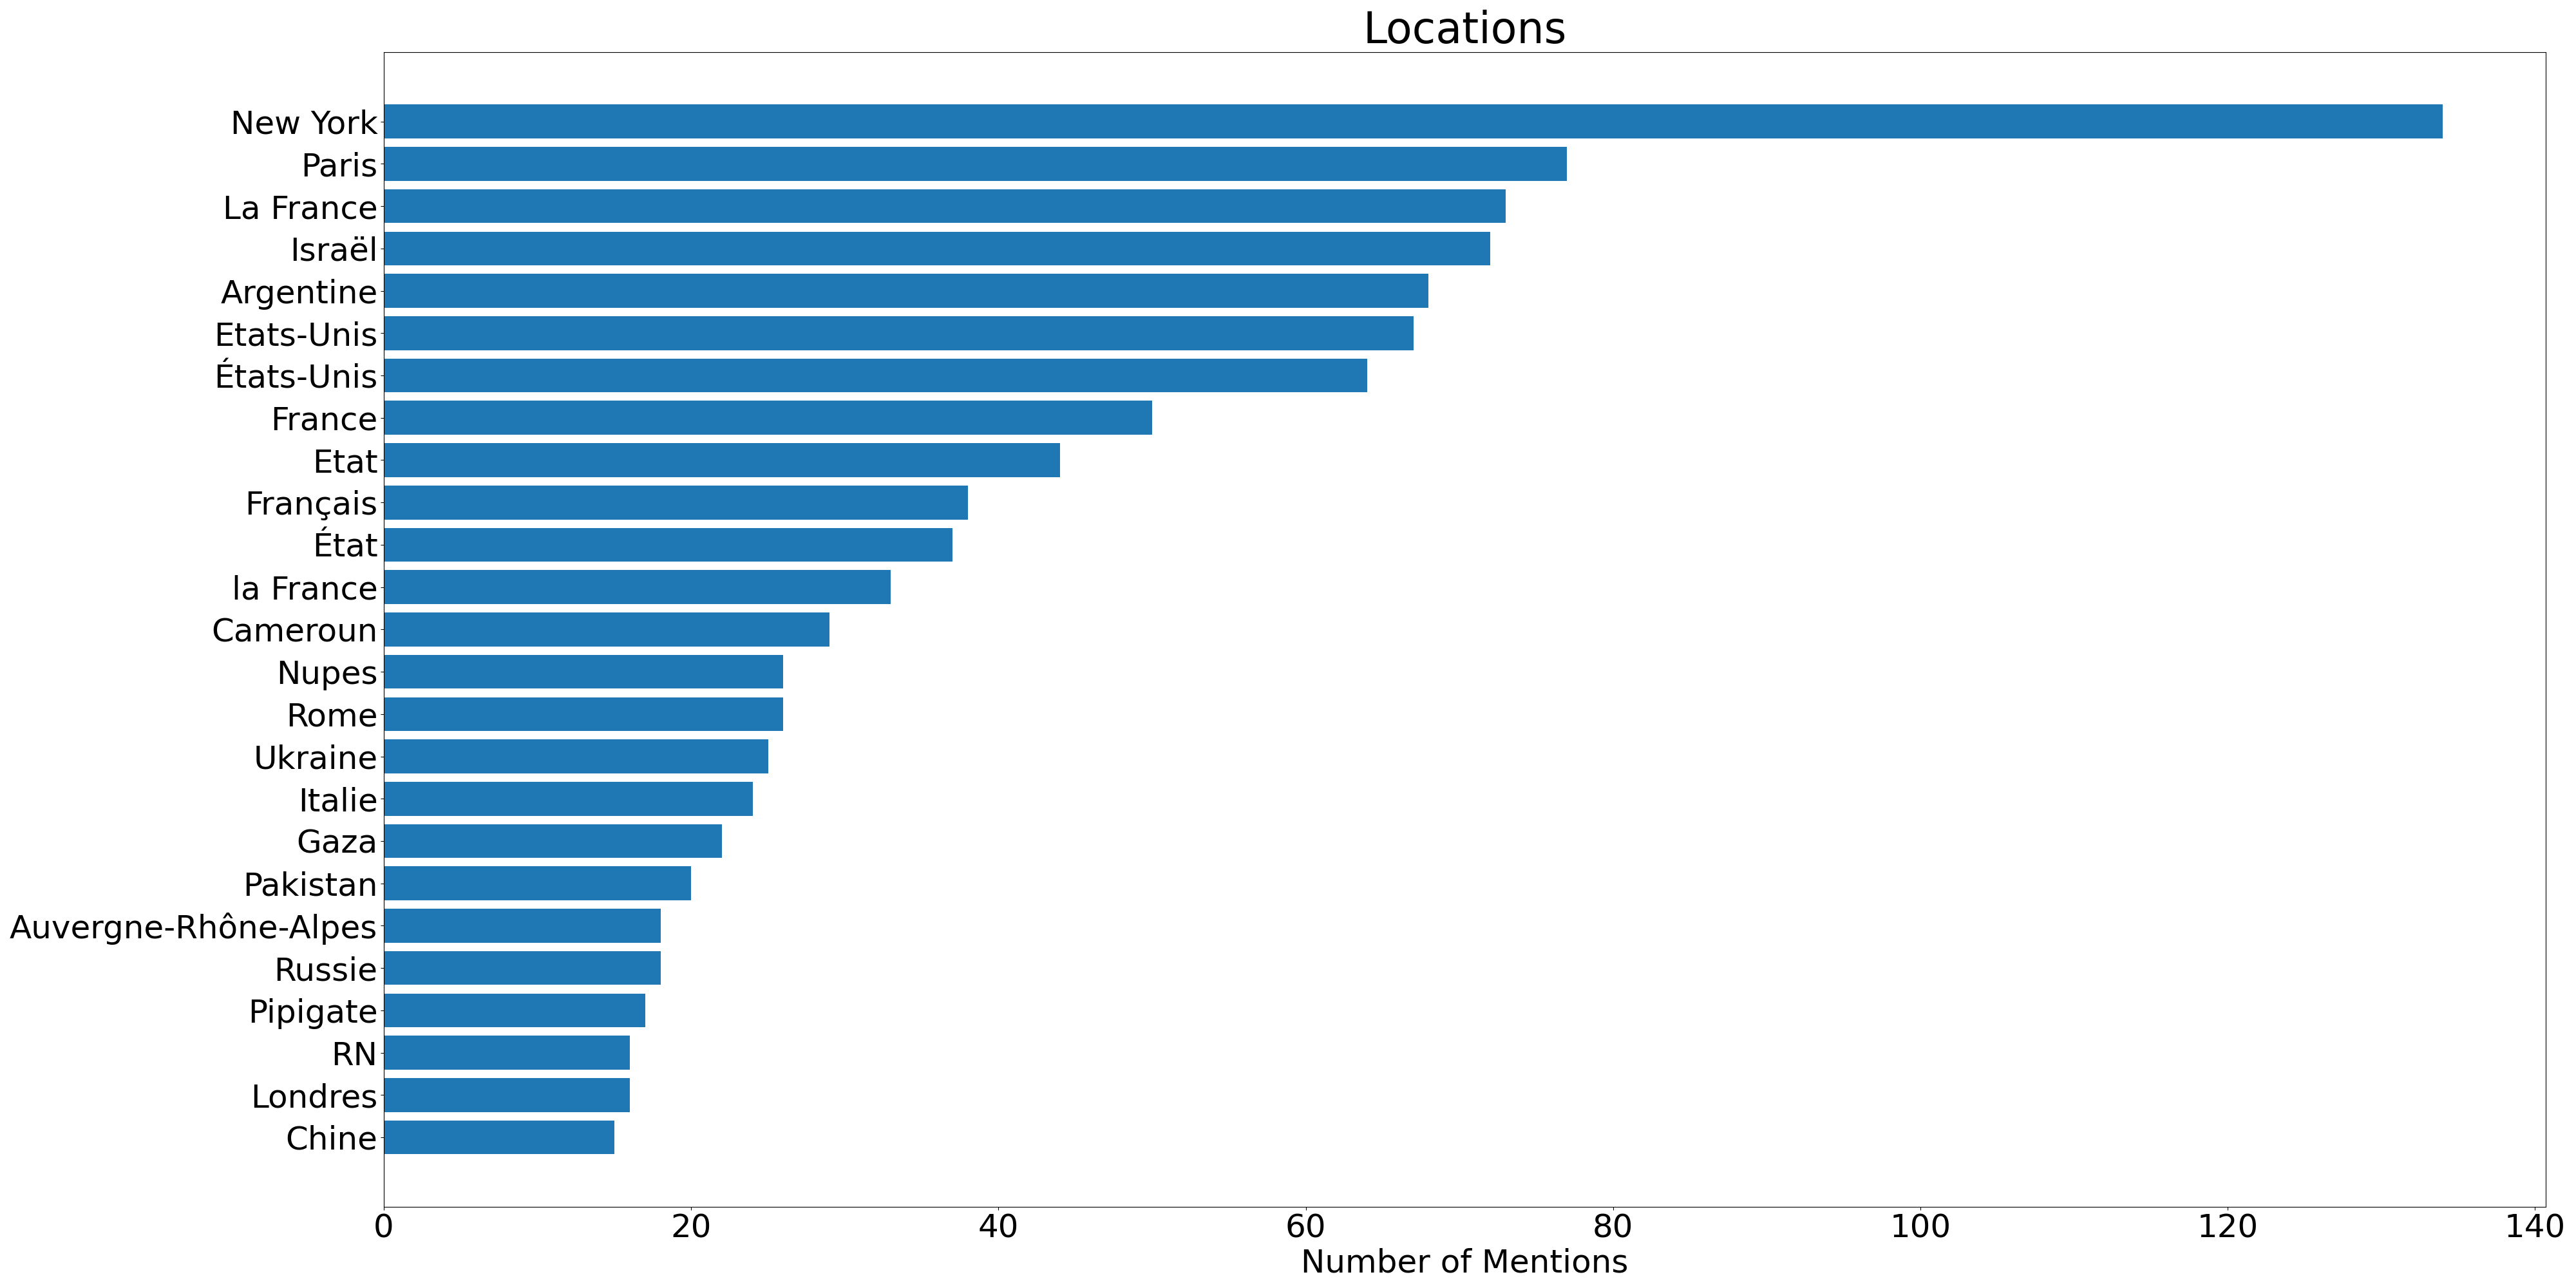 Locations
New York
Paris
La France
Israël
Argentine
Etats-Unis
États-Unis
France
Etat
Français
État
la France
Cameroun
Nupes
Rome
Ukraine
Italie
Gaza
Pakistan
Auvergne-Rhône-Alpes
Russie
Pipigate
RN
Londres
Chine
0 20 40 60 80 100 120 140
Number of Mentions